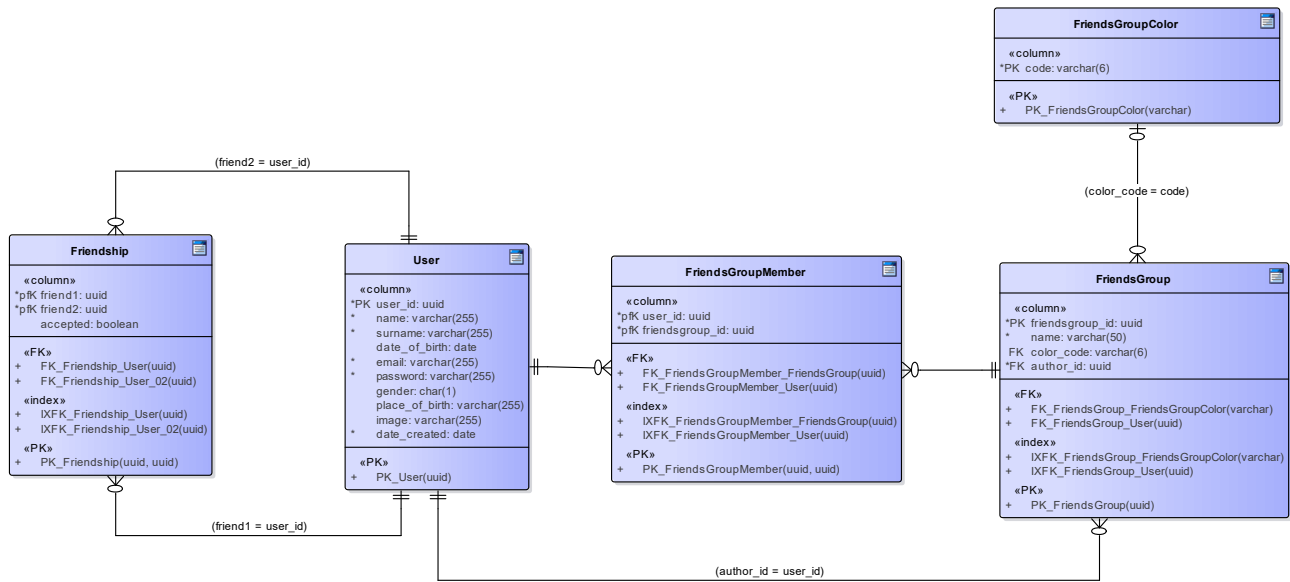 FriendsGroupColor
«column»
*PK code: varchar(6)
«PK»
+ PK_FriendsGroupColor(varchar)
(friend2 = user_id)
(color_code = code)
Friendship
«column»
*pfK friend1: uuid
*pfK friend2: uuid
accepted: boolean
«FK»
+ FK_Friendship_User(uuid)
+ FK_Friendship_User_02(uuid)
«index»
+ IXFK_Friendship_User(uuid)
+ IXFK_Friendship_User_02(uuid)
«PK»
+ PK_Friendship(uuid, uuid)
User
«column»
*PK user_id: uuid
* name: varchar(255)
* surname: varchar(255)
date_of_birth: date
* email: varchar(255)
* password: varchar(255)
gender: char(1)
place_of_birth: varchar(255)
image: varchar(255)
* date_created: date
«PK»
+ PK_User(uuid)
FriendsGroupMember
«column»
*pfK user_id: uuid
*pfK friendsgroup_id: uuid
«FK»
+ FK_FriendsGroupMember_FriendsGroup(uuid)
+ FK_FriendsGroupMember_User(uuid)
«index»
+ IXFK_FriendsGroupMember_FriendsGroup(uuid)
+ IXFK_FriendsGroupMember_User(uuid)
«PK»
+ PK_FriendsGroupMember(uuid, uuid)
FriendsGroup
«column»
*PK friendsgroup_id: uuid
* name: varchar(50)
FK color_code: varchar(6)
*FK author_id: uuid
«FK»
+ FK_FriendsGroup_FriendsGroupColor(varchar)
+ FK_FriendsGroup_User(uuid)
«index»
+ IXFK_FriendsGroup_FriendsGroupColor(varchar)
+ IXFK_FriendsGroup_User(uuid)
«PK»
+ PK_FriendsGroup(uuid)
(friend1 = user_id)
(author_id = user_id)